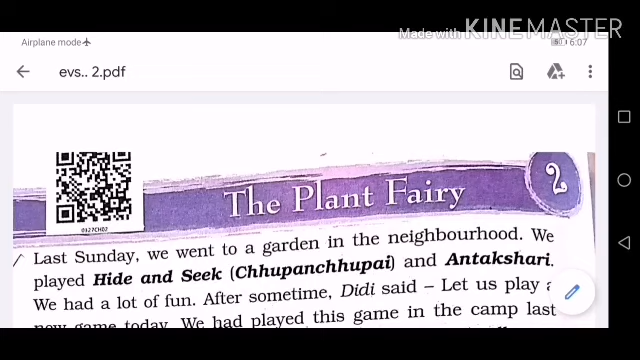 Made with KINEMASTER
Airplane mode
6:07
evs.. 2.pdf
0327CH02
The Plant Fairy
2
Last Sunday, we went to a garden in the neighbourhood. We
played Hide and Seek (Chhupanchhupai) and Antakshari.
We had a lot of fun. After sometime, Didi said – Let us play a
new game today. We had played this game in the camp last